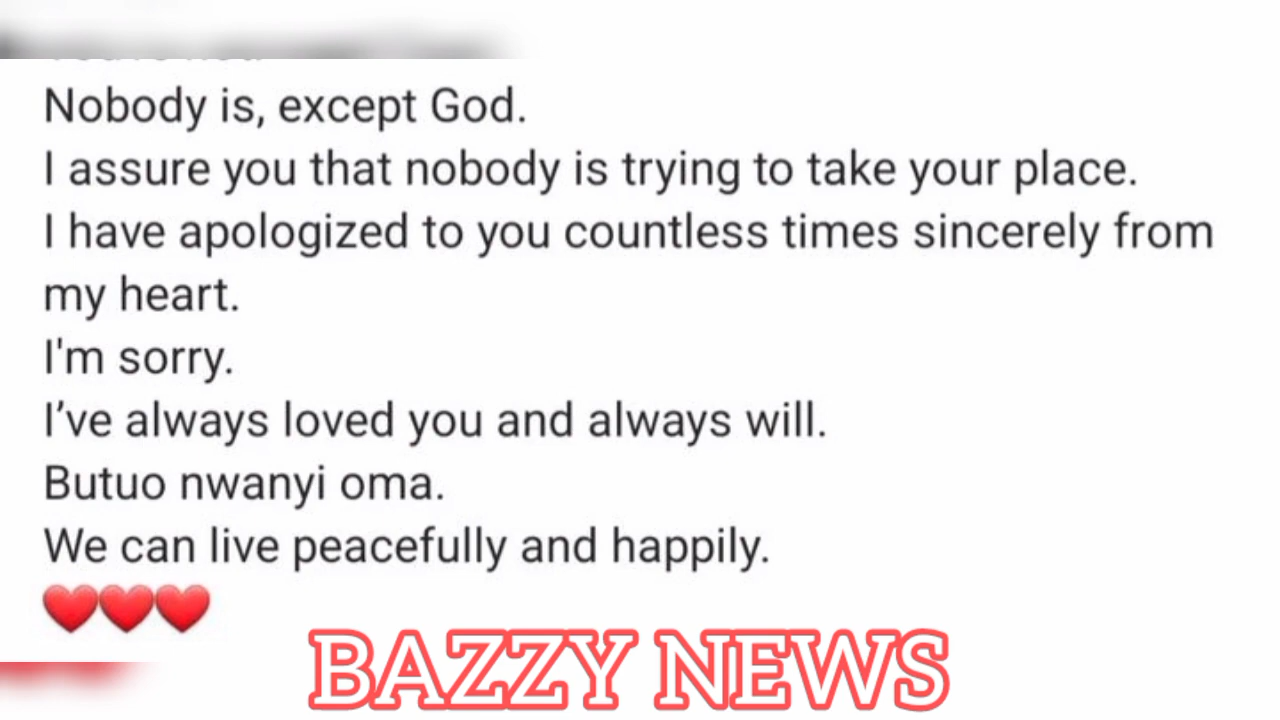 Nobody is, except God.
I assure you that nobody is trying to take your place.
I have apologized to you countless times sincerely from
my heart.
I'm sorry.
I’ve always loved you and always will.
Butuo nwanyi oma.
We can live peacefully and happily.
❤❤❤
BAZZY NEWS